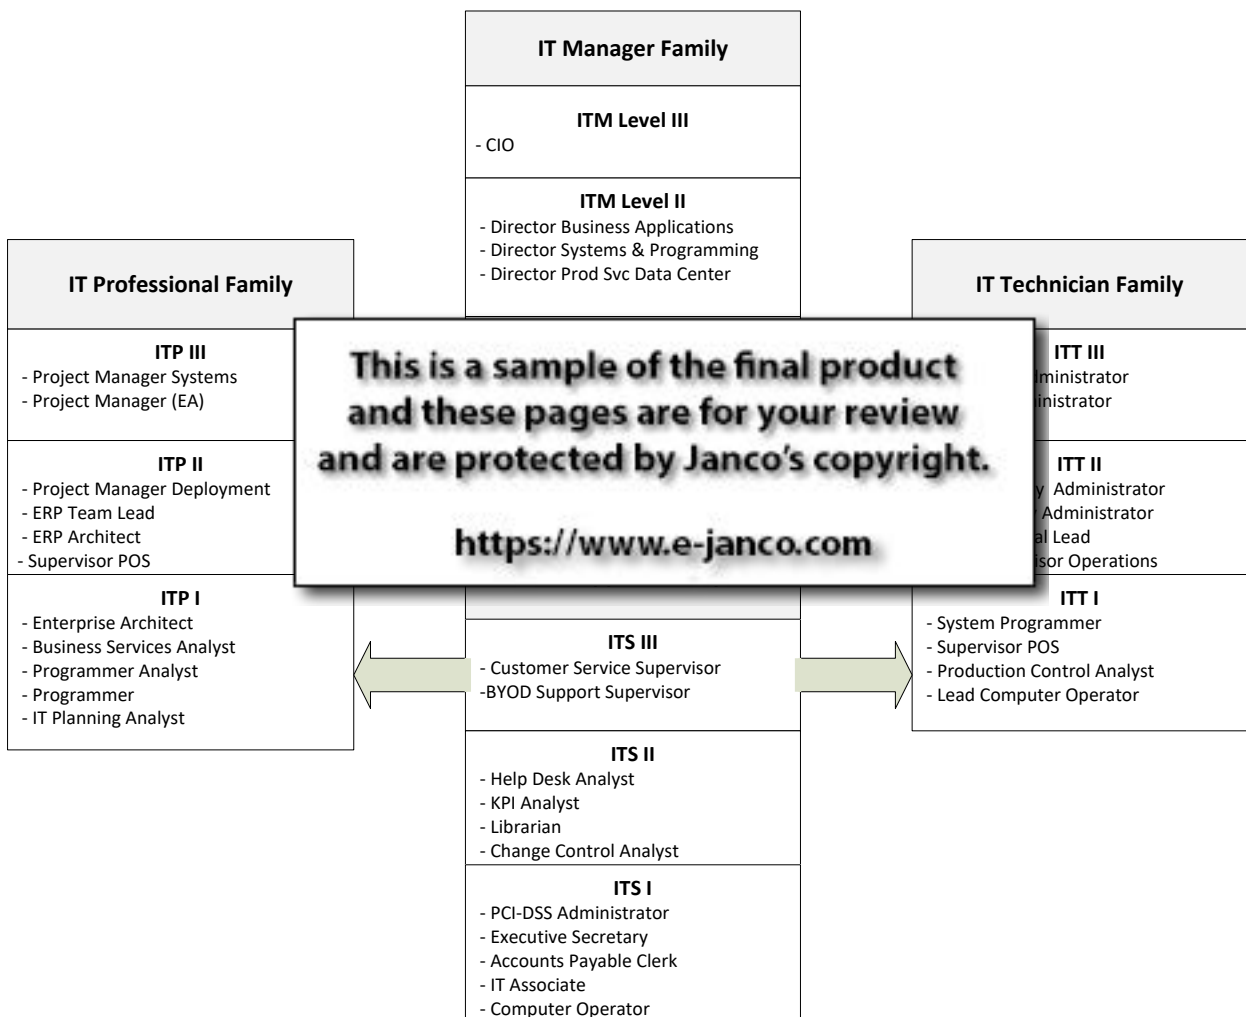 IT Manager Family
ITM Level III
- CIO
ITM Level II
- Director Business Applications
- Director Systems & Programming
- Director Prod Svc Data Center
IT Professional Family
ITP III
- Project Manager Systems
- Project Manager (EA)
ITP II
- Project Manager Deployment
- ERP Team Lead
- ERP Architect
- Supervisor POS
ITP I
- Enterprise Architect
- Business Services Analyst
- Programmer Analyst
- Programmer
- IT Planning Analyst
This is a sample of the final product
and these pages are for your review
and are protected by Janco's copyright.
https://www.e-janco.com
ITS III
- Customer Service Supervisor
-BYOD Support Supervisor
ITS II
- Help Desk Analyst
- KPI Analyst
- Librarian
- Change Control Analyst
ITS I
- PCI-DSS Administrator
- Executive Secretary
- Accounts Payable Clerk
- IT Associate
- Computer Operator
IT Technician Family
ITT III
ITT II
Administrator
Administrator
Lead
Operations
ITT I
- System Programmer
- Supervisor POS
- Production Control Analyst
- Lead Computer Operator